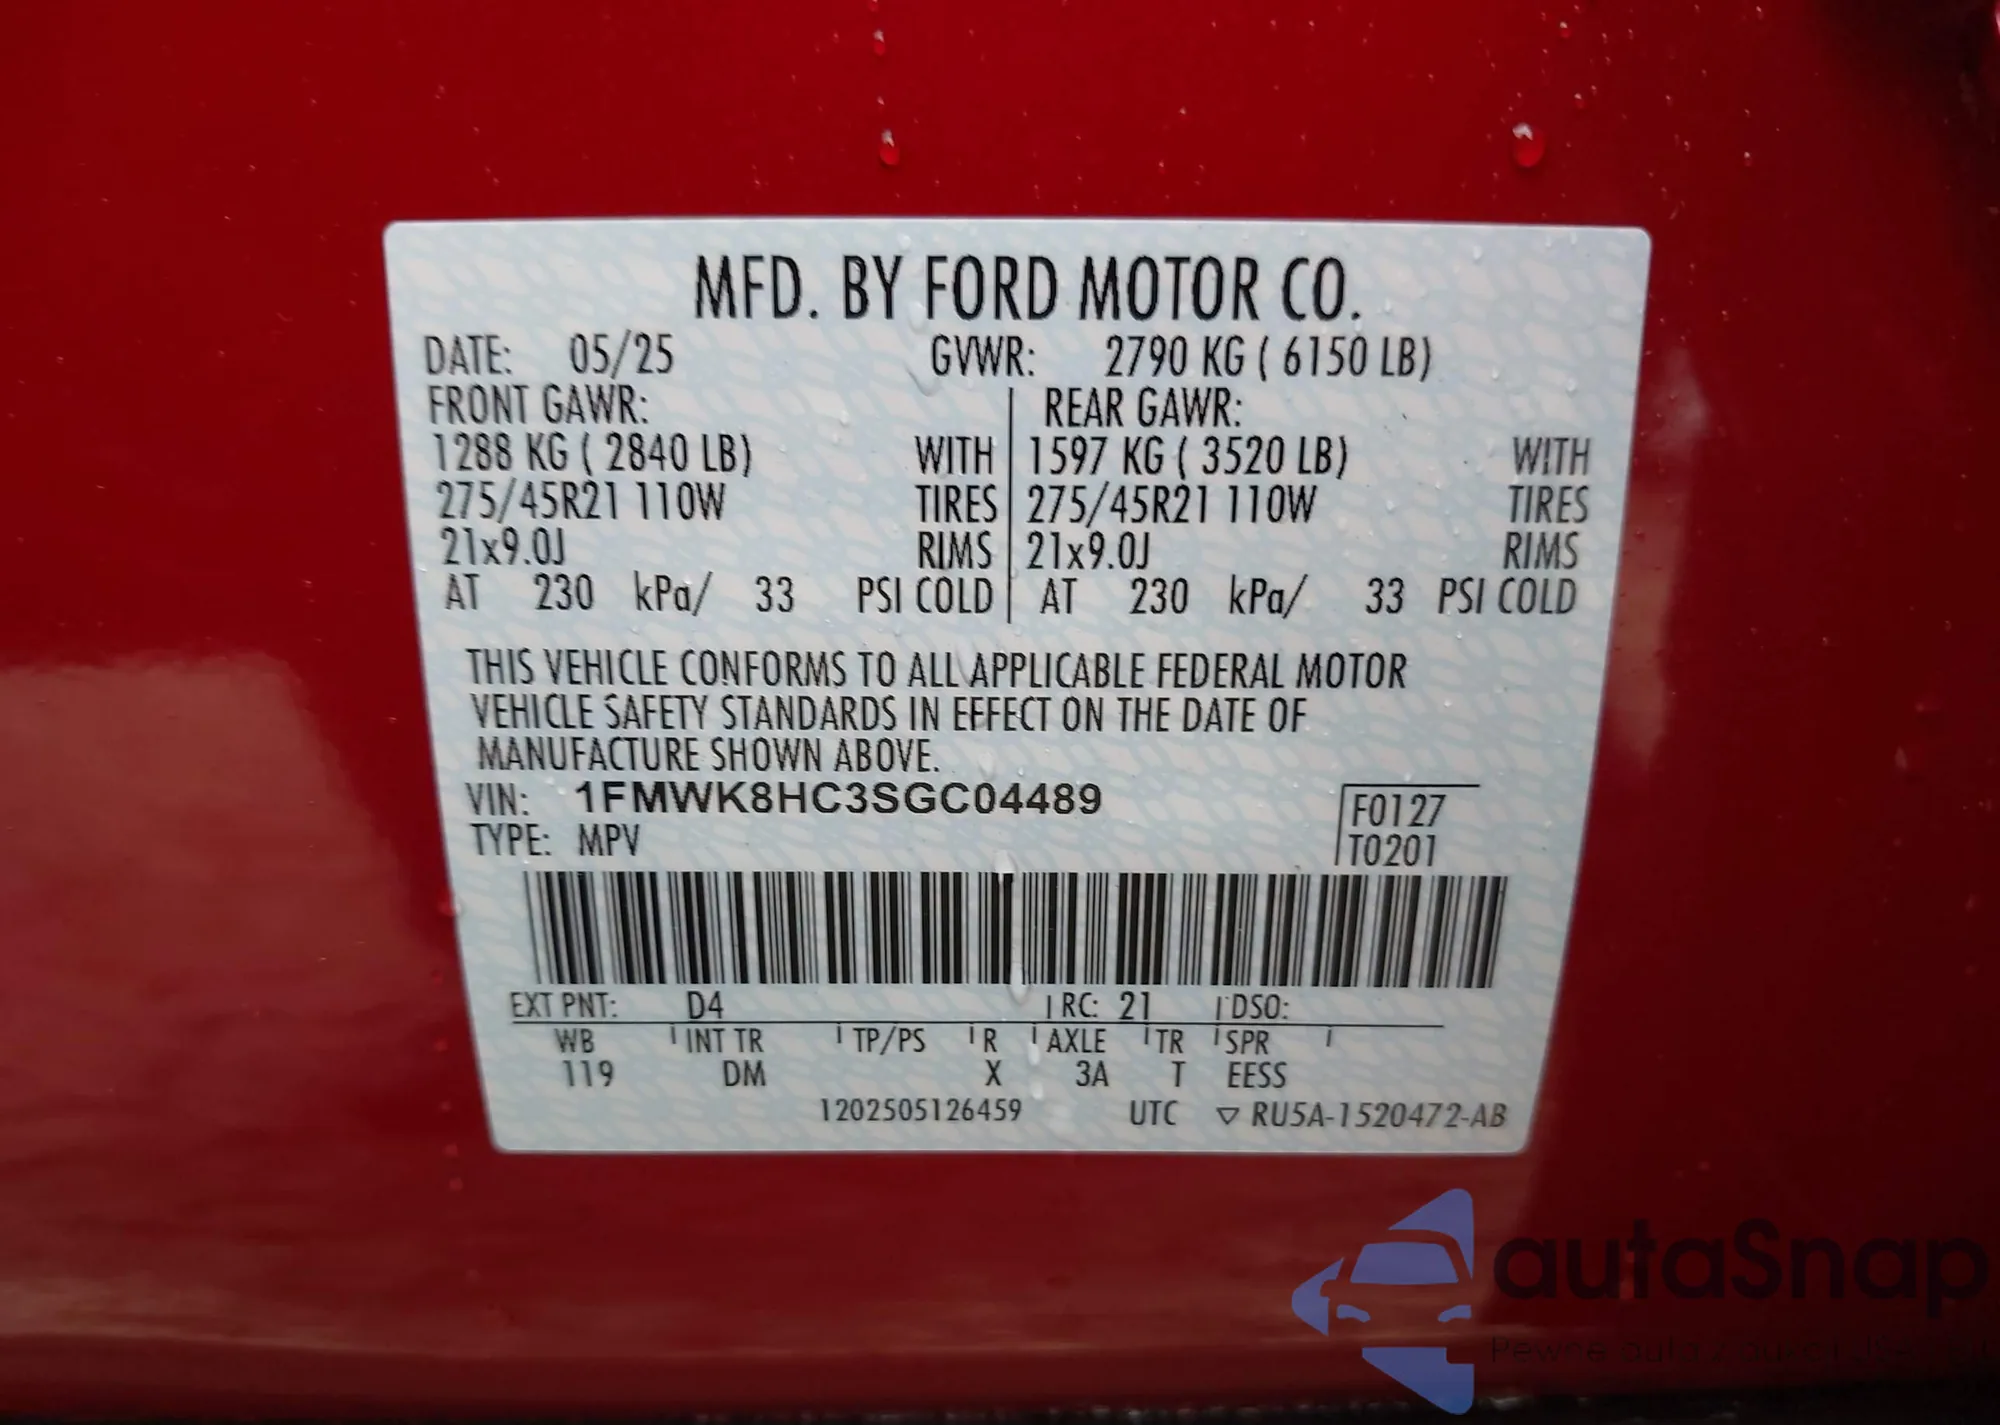 MFD. BY FORD MOTOR CO.
DATE: 05/25 GVWR: 2790 KG ( 6150 LB)
FRONT GAWR: REAR GAWR:
1288 KG ( 2840 LB) WITH 1597 KG ( 3520 LB) WITH
275/45R21 110W TIRES 275/45R21 110W TIRES
21x9.0J RIMS 21x9.0J RIMS
AT 230 kPa/ 33 PSI COLD AT 230 kPa/ 33 PSI COLD
THIS VEHICLE CONFORMS TO ALL APPLICABLE FEDERAL MOTOR
VEHICLE SAFETY STANDARDS IN EFFECT ON THE DATE OF
MANUFACTURE SHOWN ABOVE.
VIN: 1FMWK8HC3SGC04489 F0127
TYPE: MPV T0201
EXT PNT: D4 RC: 21 DSO:
WB INT TR TP/PS R AXLE TR SPR
119 DM X 3A T EESS
1202505126459 UTC ▽ RU5A-1520472-AB
autaSnap
Pewne auto z